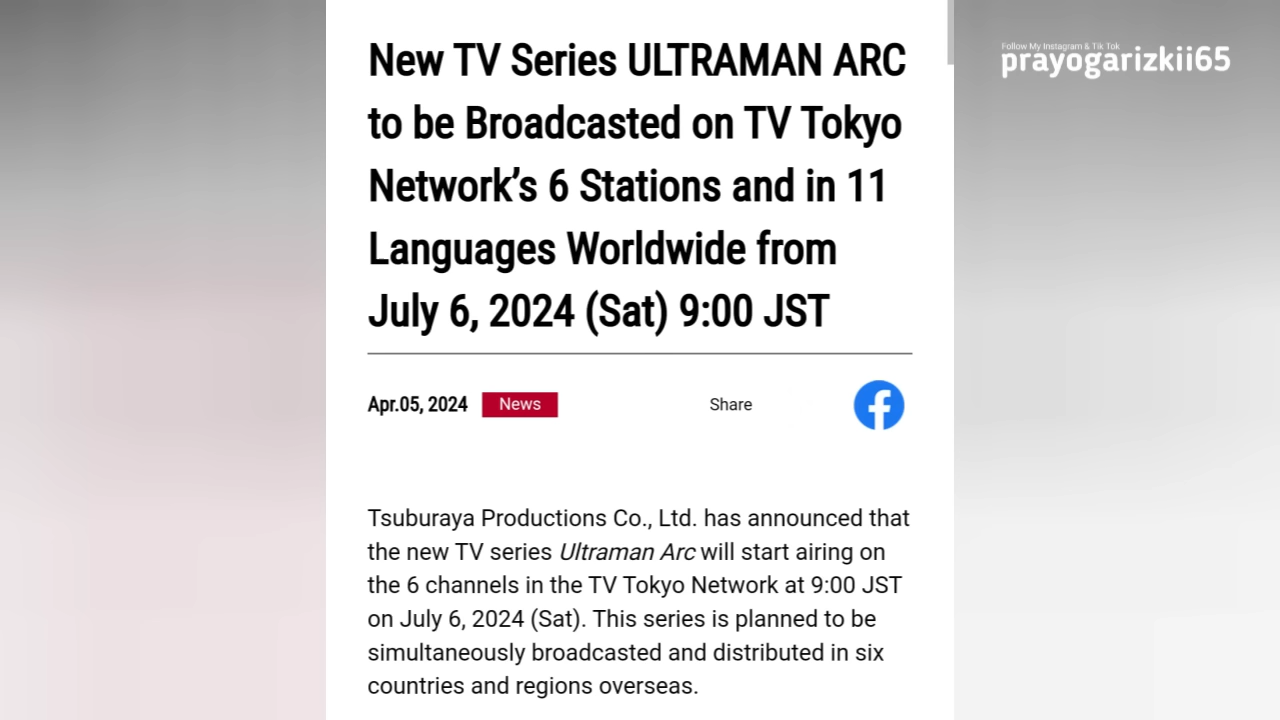 Follow My Instagram & Tik Tok
prayogarizkii65
New TV Series ULTRAMAN ARC
to be Broadcasted on TV Tokyo
Network’s 6 Stations and in 11
Languages Worldwide from
July 6, 2024 (Sat) 9:00 JST
Apr.05, 2024 News Share
Tsuburaya Productions Co., Ltd. has announced that
the new TV series Ultraman Arc will start airing on
the 6 channels in the TV Tokyo Network at 9:00 JST
on July 6, 2024 (Sat). This series is planned to be
simultaneously broadcasted and distributed in six
countries and regions overseas.